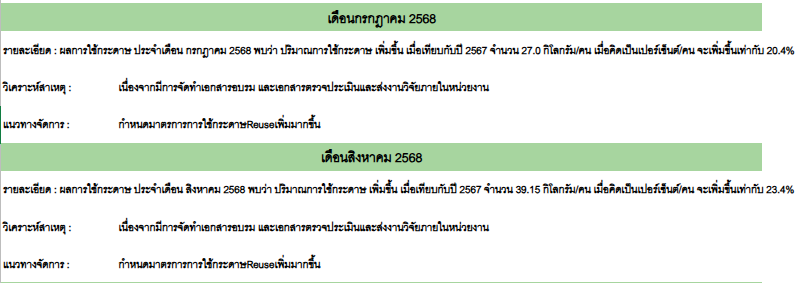 เดือนกรกฎาคม 2568
รายละเอียด : ผลการใช้กระดาษ ประจำเดือน กรกฎาคม 2568 พบว่า ปริมาณการใช้กระดาษ เพิ่มขึ้น เมื่อเทียบกับปี 2567 จำนวน 27.0 กิโลกรัม/คน เมื่อคิดเป็นเปอร์เซ็นต์/คน จะเพิ่มขึ้นเท่ากับ 20.4%
วิเคราะห์สาเหตุ : เนื่องจากมีการจัดทำเอกสารอบรม และเอกสารตรวจประเมินและส่งงานวิจัยภายในหน่วยงาน
แนวทางจัดการ : กำหนดมาตรการการใช้กระดาษReuseเพิ่มมากขึ้น
เดือนสิงหาคม 2568
รายละเอียด : ผลการใช้กระดาษ ประจำเดือน สิงหาคม 2568 พบว่า ปริมาณการใช้กระดาษ เพิ่มขึ้น เมื่อเทียบกับปี 2567 จำนวน 39.15 กิโลกรัม/คน เมื่อคิดเป็นเปอร์เซ็นต์/คน จะเพิ่มขึ้นเท่ากับ 23.4%
วิเคราะห์สาเหตุ : เนื่องจากมีการจัดทำเอกสารอบรม และเอกสารตรวจประเมินและส่งงานวิจัยภายในหน่วยงาน
แนวทางจัดการ : กำหนดมาตรการการใช้กระดาษReuseเพิ่มมากขึ้น